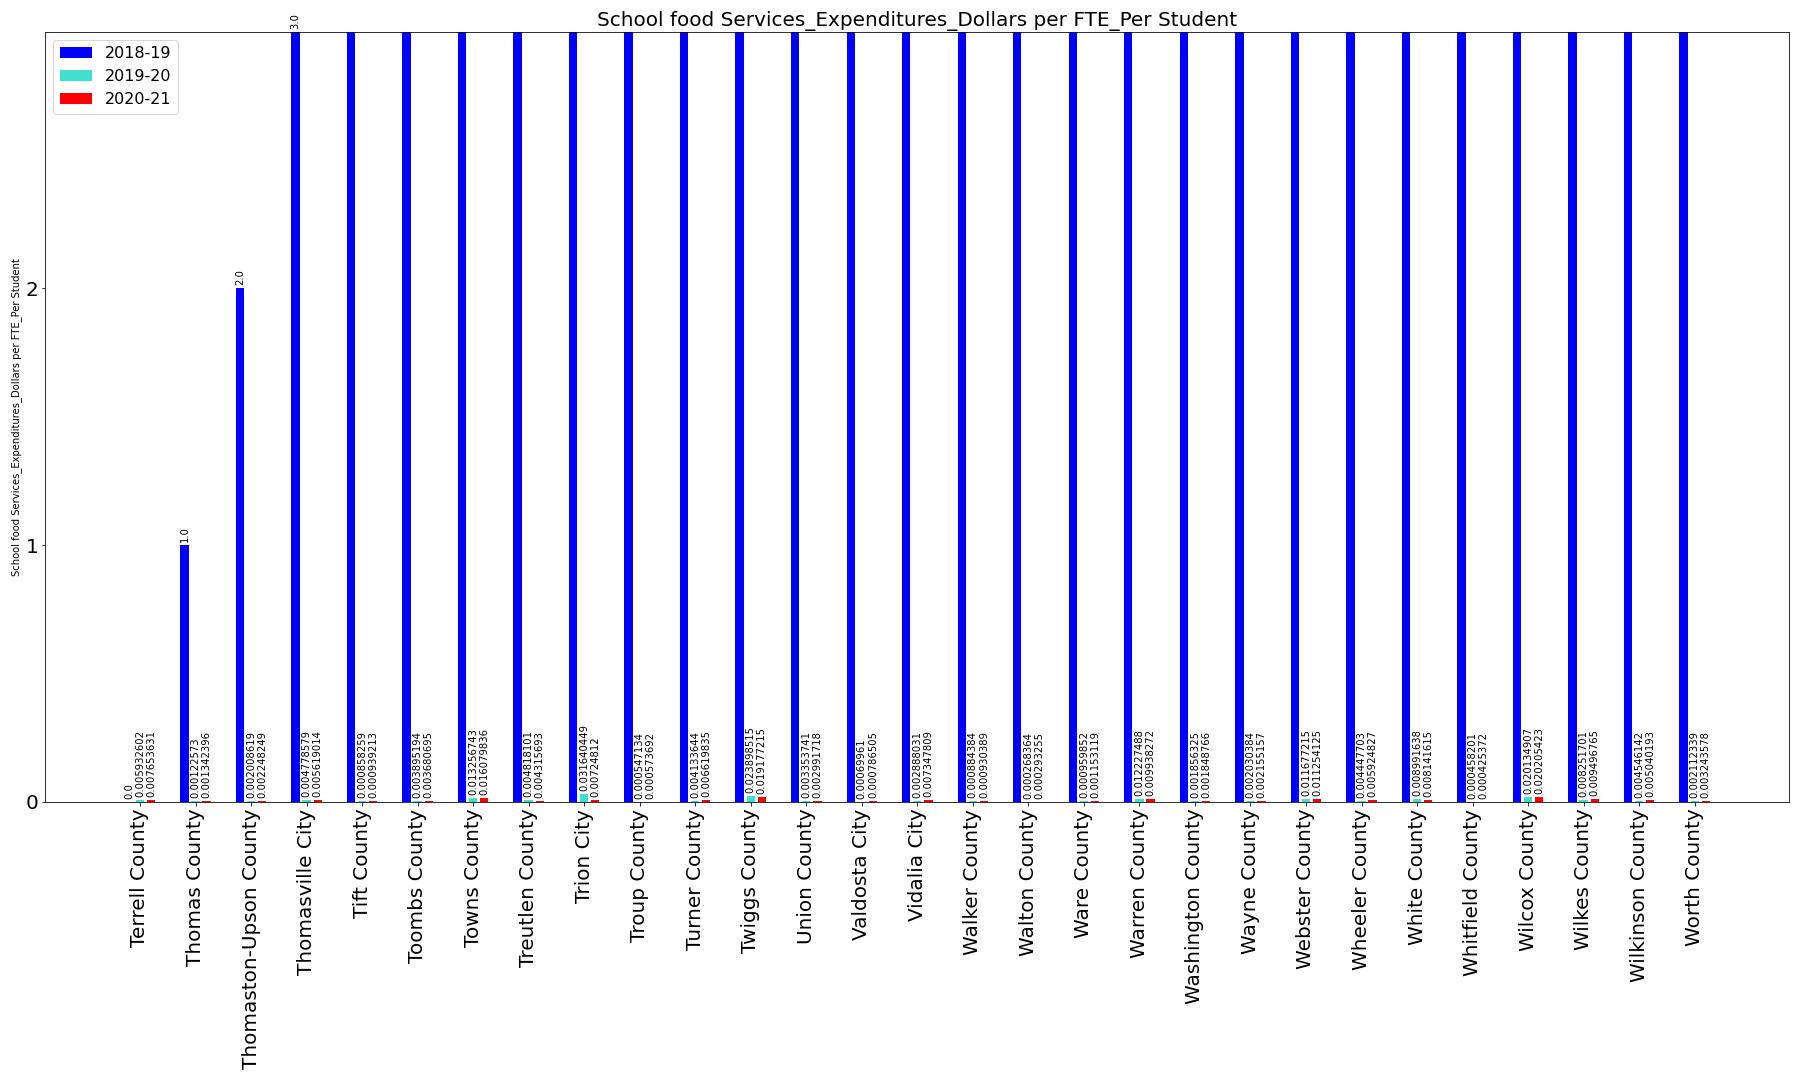 School food Services_Expenditures_Dollars per FTE_Per Student
2018-19
2019-20
2020-21
School food Services_Expenditures_Dollars per FTE_Per Student
2
1
0
0.0
0.005932602
0.007653631
1.0
0.00122573
0.001342396
2.0
0.002008619
0.002248249
3.0
0.004778579
0.005619014
0.000858259
0.000939213
0.003895194
0.003680695
0.013256743
0.016079836
0.004818101
0.004315693
0.031640449
0.00724812
0.000547134
0.000573692
0.004133644
0.006619835
0.023898515
0.019177215
0.003353741
0.002991718
0.00069961
0.000786505
0.002888031
0.007347809
0.000884384
0.000930389
0.000268364
0.000293255
0.000959852
0.001153119
0.012227488
0.009938272
0.001856325
0.001848766
0.002030384
0.002155157
0.011677215
0.011254125
0.004447703
0.005924827
0.008991638
0.008141615
0.000458201
0.000425372
0.020134907
0.020205423
0.008251701
0.009496765
0.004546142
0.005040193
0.002112339
0.003243578
Terrell County
Thomas County
Thomaston-Upson County
Thomasville City
Tift County
Toombs County
Towns County
Treutlen County
Trion City
Troup County
Turner County
Twiggs County
Union County
Valdosta City
Vidalia City
Walker County
Walton County
Ware County
Warren County
Washington County
Wayne County
Webster County
Wheeler County
White County
Whitfield County
Wilcox County
Wilkes County
Wilkinson County
Worth County